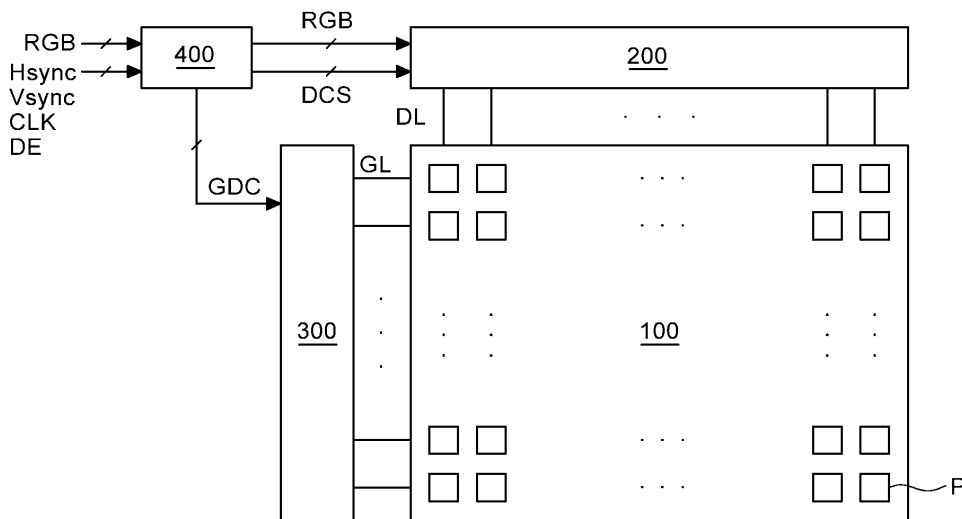 RGB
RGB
400
200
Hsync
DCS
Vsync
CLK
DE
DL
GL
GDC
300
100
P